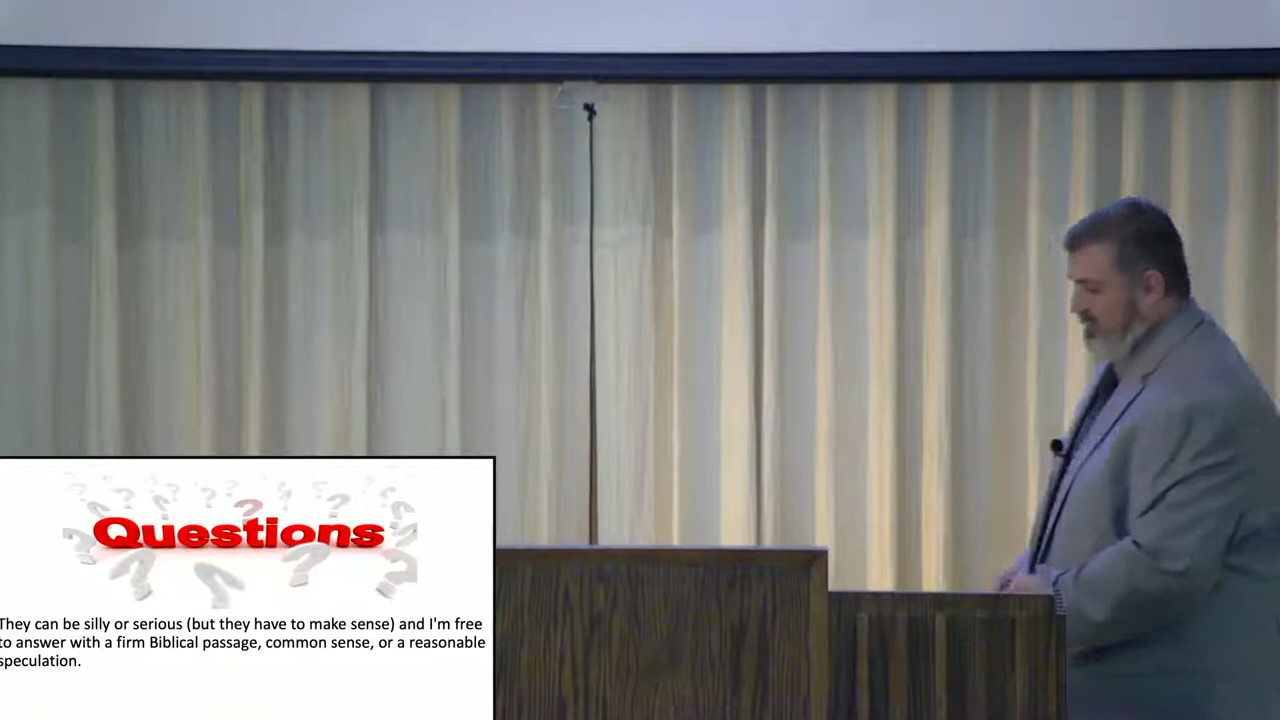 Questions
They can be silly or serious (but they have to make sense) and I'm free
to answer with a firm Biblical passage, common sense, or a reasonable
speculation.